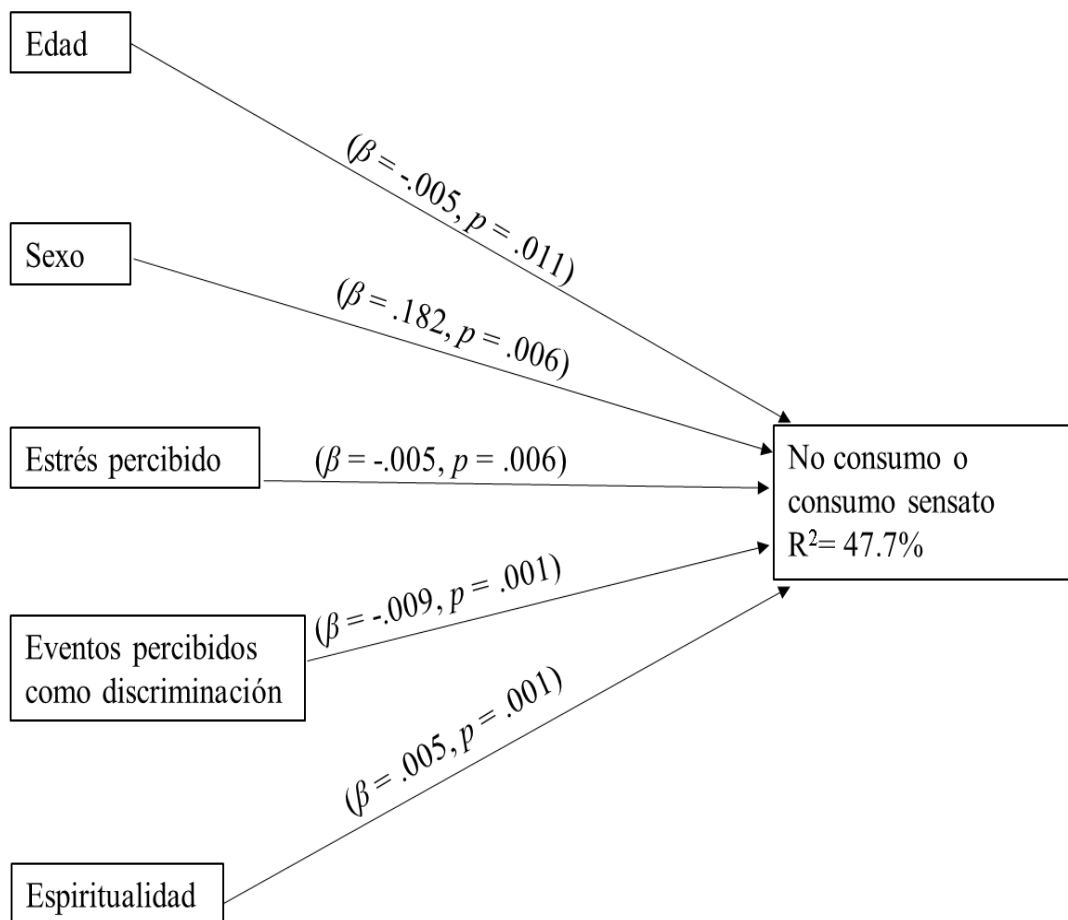 Edad
(β = -.005, p = .011)
Sexo
(β = .182, p = .006)
Estrés percibido
(β = -.005, p = .006)
No consumo o
consumo sensato
R²= 47.7%
Eventos percibidos
como discriminación
(β = -.009, p = .001)
(β = .005, p = .001)
Espiritualidad